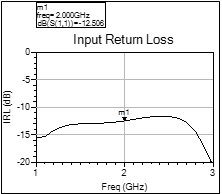 m1
freq=2.000GHz
dB(S(1,1))=-12.506
Input Return Loss
0
-5
-10
-15
-20
IRL (dB)
m1
1
2
3
Freq (GHz)